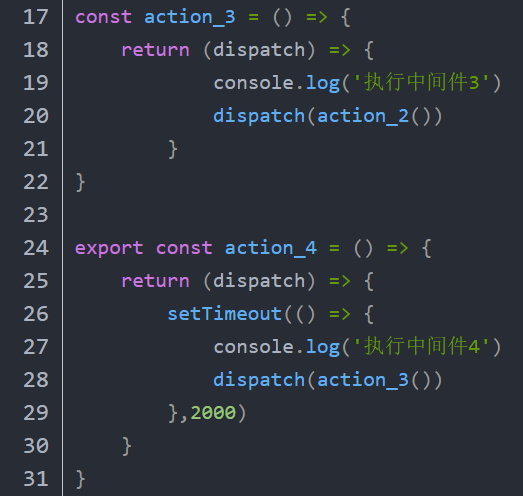 17 const action_3 = () => {
18     return (dispatch) => {
19             console.log('执行中间件3')
20             dispatch(action_2())
21         }
22 }
23
24 export const action_4 = () => {
25     return (dispatch) => {
26         setTimeout(() => {
27             console.log('执行中间件4')
28             dispatch(action_3())
29         },2000)
30     }
31 }